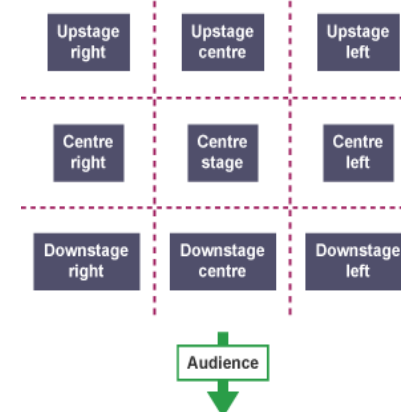 Upstage
right
Upstage
centre
Upstage
left
Centre
right
Centre
stage
Centre
left
Downstage
right
Downstage
centre
Downstage
left
Audience